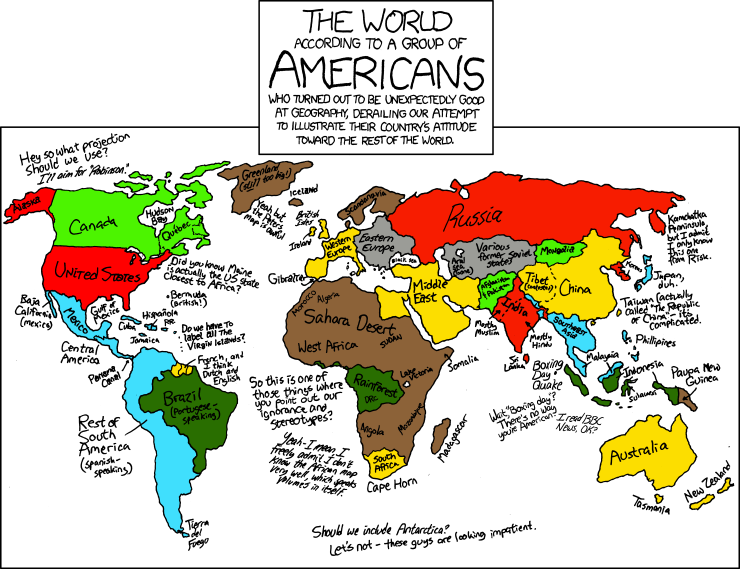 THE WORLD
ACCORDING TO A GROUP OF
AMERICANS
WHO TURNED OUT TO BE UNEXPECTEDLY GOOD
AT GEOGRAPHY, DERAILING OUR ATTEMPT
TO ILLUSTRATE THEIR COUNTRY'S ATTITUDE
TOWARD THE REST OF THE WORLD.
Hey so what projection
should we use?
I'll aim for "Robinson."
Alaska
Canada
Hudson
Bay
Québec
Greenland
(still too big!)
Yeah, but
the Peters
map is
Iceland
British
Isles
Ireland
Scandinavia
Western
Europe
Eastern
Europe
Black Sea
Russia
Various
former Soviet
States
Aral
Sea
Mongolia
Kamchatka
Peninsula,
but I admit
I only know
this one
from Risk.
United States
Did you know Maine
is actually the US state
closest to Africa?
Bermuda
(British!)
Baja
California
(Mexico)
Mexico
Gulf of
Mexico
Cuba
Hispañola
PR
Jamaica
Do we have to
label all the
Virgin Islands?
Central
America
Panama
Canal
French, and
I think
Dutch and
English
Brazil
(Portugese-
speaking)
Rest of
South
America
(spanish-
speaking)
Tierra
del
Fuego
Gibraltar
Morocco
Algeria
Sahara Desert
West Africa
SUDAN
Middle
East
Somalia
Lake
Victoria
Rainforest
DRC
Angola
Mozambique
Madagascar
South
Africa
Cape Horn
So this is one of
those things where
you point out our
ignorance and
stereotypes?
Yeah-I mean I
freely admit I don't
know the African map
very well, which speaks
volumes in itself.
Afghanistan
Pakistan
India
Mostly
Muslim
Mostly
Hindu
Sri
Lanka
Tibet
China
Koreas
Japan,
duh.
Taiwan (actually
called "The Republic
of China"-it's
complicated.
Southeast
Asia
Phillipines
Malaysia
Indonesia
Sulawesi
Paupa New
Guinea
Boxing
Day
Quake
Wait, "Boxing day"?
There's no way
you're American.
I read BBC
News, OK?
Australia
Tasmania
New Zealand
Should we include Antarctica?
Let's not - these guys are looking impatient.